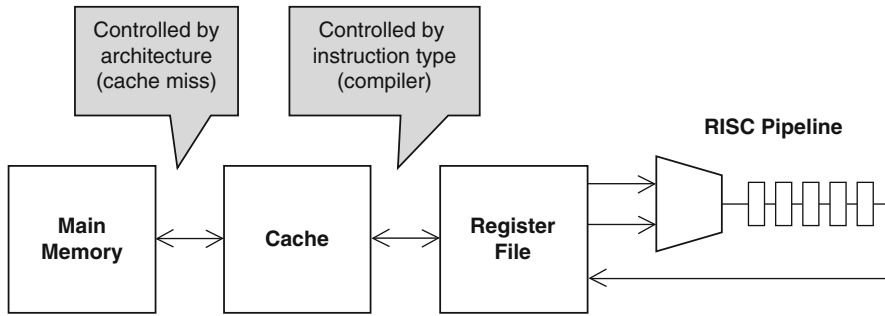 Controlled by
architecture
(cache miss)
Controlled by
instruction type
(compiler)
RISC Pipeline
Main
Memory
Cache
Register
File